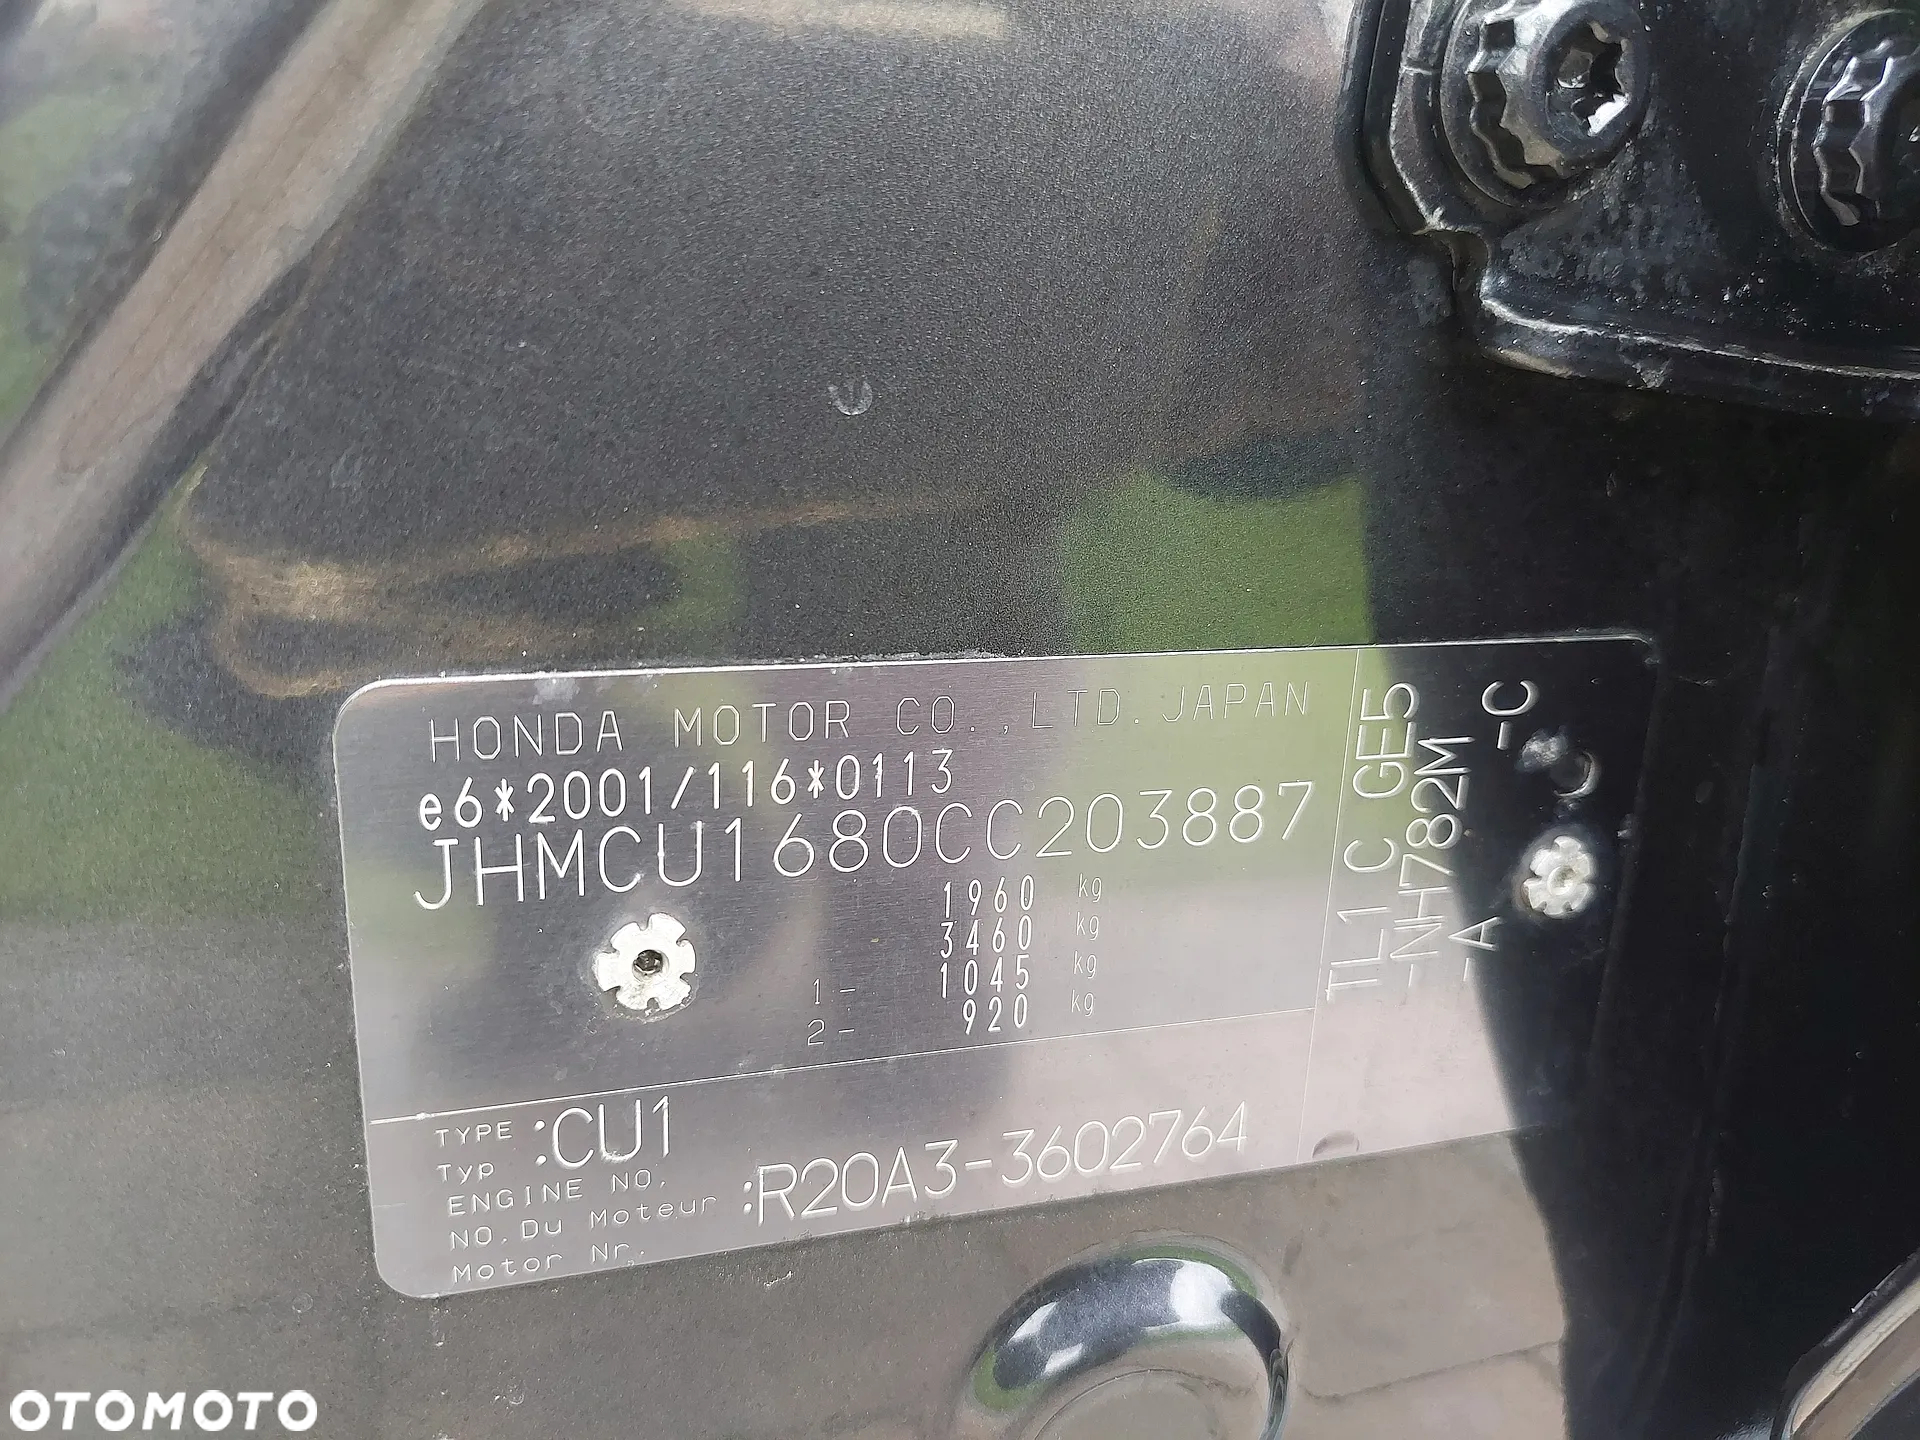 HONDA MOTOR CO.,LTD. JAPAN
e6*2001/116*0113
JHMCU1680CC203887
1960 kg
3460 kg
1- 1045 kg
2- 920 kg
TL1 C GE5
-NH782M -C
-A
TYPE :CU1
Typ
ENGINE NO.
NO. Du Moteur :R20A3-3602764
Motor Nr.
OTOMOTO